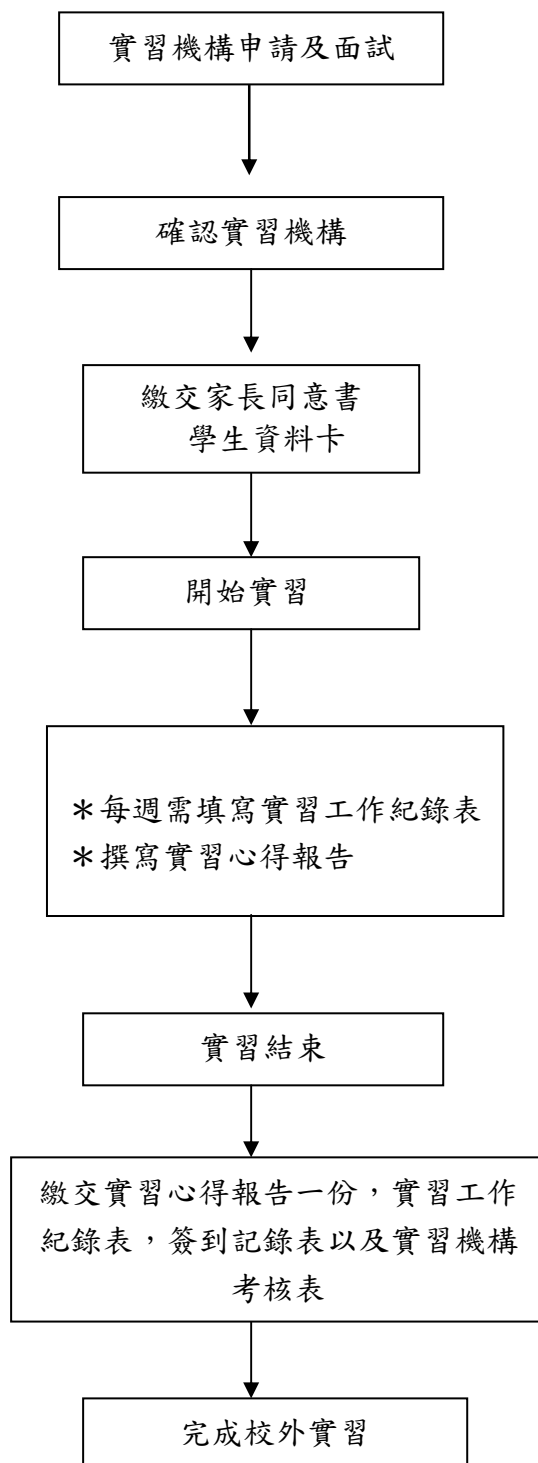 實習機構申請及面試
確認實習機構
繳交家長同意書
學生資料卡
開始實習
＊每週需填寫實習工作紀錄表
＊撰寫實習心得報告
實習結束
繳交實習心得報告一份，實習工作
紀錄表，簽到記錄表以及實習機構
考核表
完成校外實習